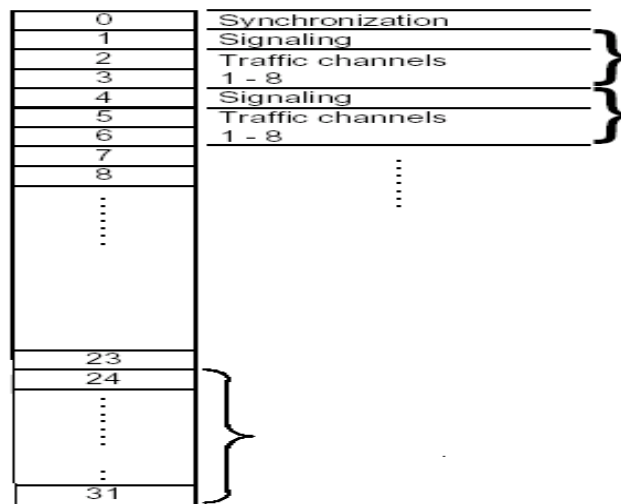 0 Synchronization
1 Signaling
2 Traffic channels
3 1 - 8
4 Signaling
5 Traffic channels
6 1 - 8
7
8
23
24
31